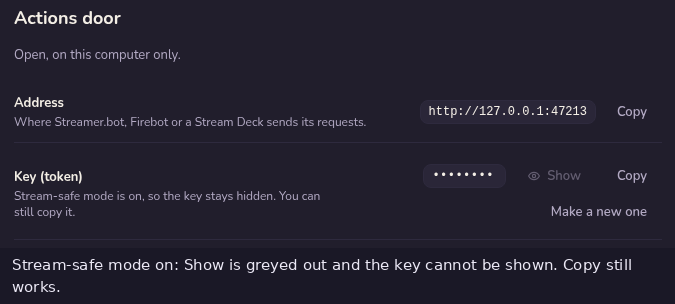 Actions door
Open, on this computer only.
Address
Where Streamer.bot, Firebot or a Stream Deck sends its requests.
http://127.0.0.1:47213
Copy
Key (token)
Stream-safe mode is on, so the key stays hidden. You can
still copy it.
••••••••
Show
Copy
Make a new one
Stream-safe mode on: Show is greyed out and the key cannot be shown. Copy still
works.